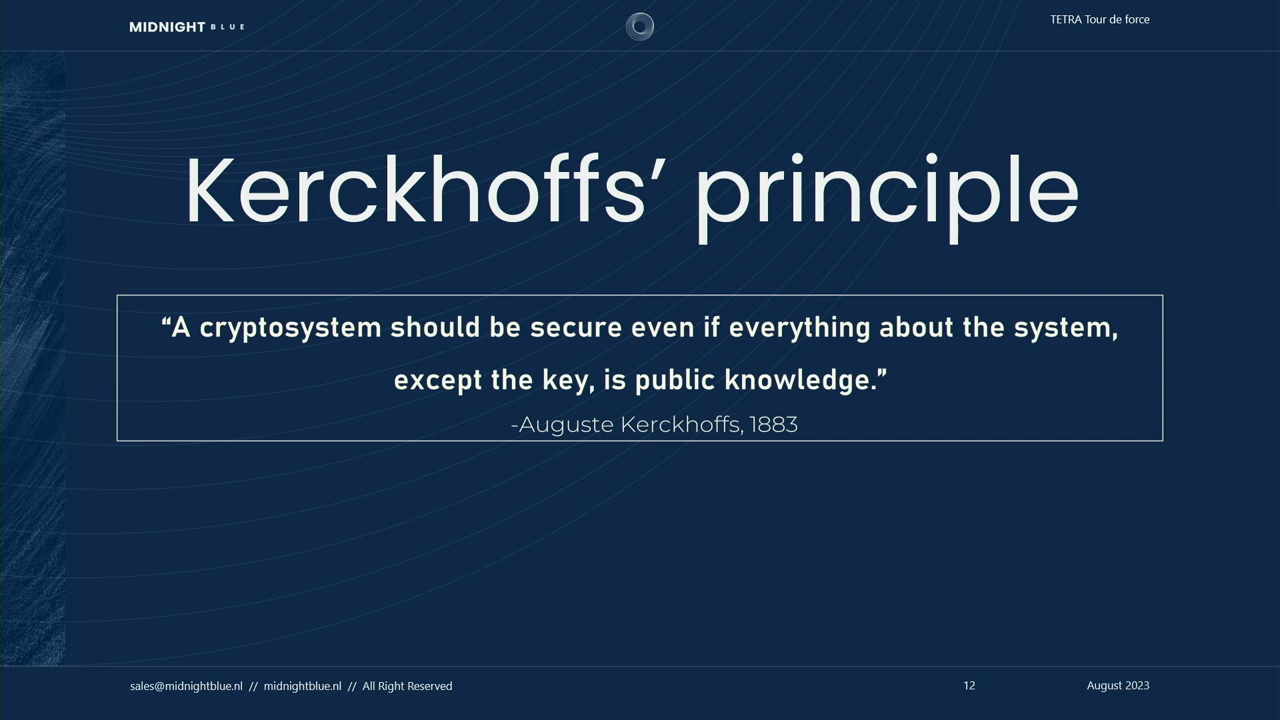 MIDNIGHT BLUE
TETRA Tour de force
Kerckhoffs’ principle
“A cryptosystem should be secure even if everything about the system,
except the key, is public knowledge.”
-Auguste Kerckhoffs, 1883
sales@midnightblue.nl // midnightblue.nl // All Right Reserved
12
August 2023